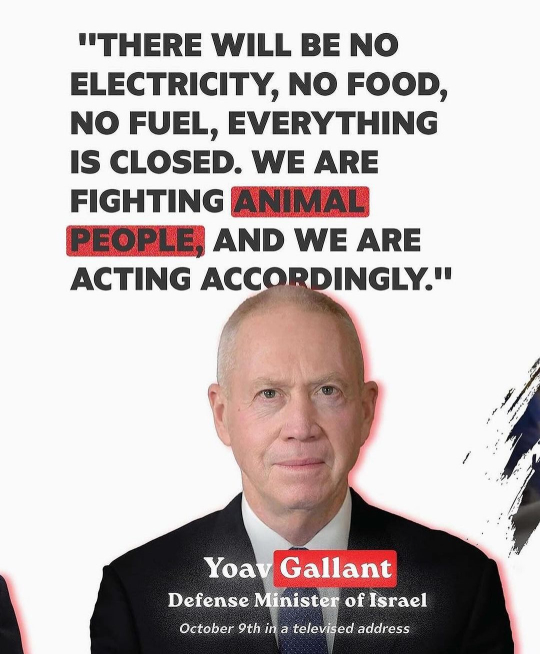 "THERE WILL BE NO
ELECTRICITY, NO FOOD,
NO FUEL, EVERYTHING
IS CLOSED. WE ARE
FIGHTING ANIMAL
PEOPLE, AND WE ARE
ACTING ACCORDINGLY."
Yoav Gallant
Defense Minister of Israel
October 9th in a televised address